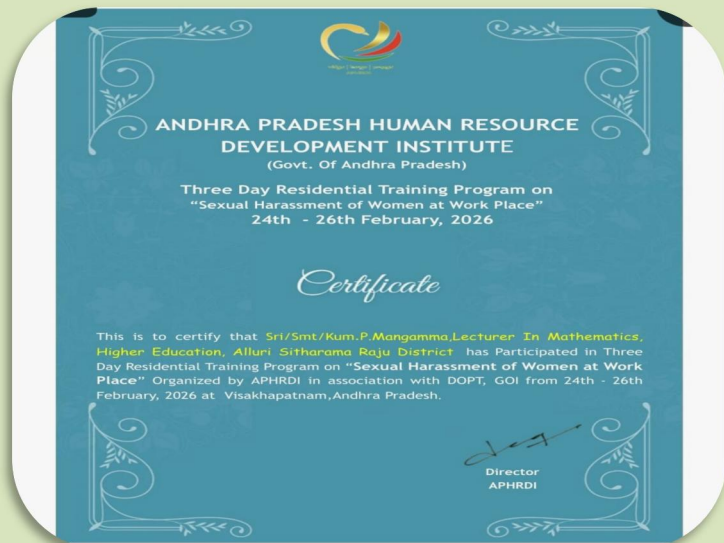 ANDHRA PRADESH HUMAN RESOURCE
DEVELOPMENT INSTITUTE
(Govt. Of Andhra Pradesh)
Three Day Residential Training Program on
“Sexual Harassment of Women at Work Place”
24th - 26th February, 2026
Certificate
This is to certify that Sri/Smt/Kum.P.Mangamma,Lecturer In Mathematics,
Higher Education, Alluri Sitharama Raju District has Participated in Three
Day Residential Training Program on “Sexual Harassment of Women at Work
Place” Organized by APHRDI in association with DOPT, GOI from 24th - 26th
February, 2026 at Visakhapatnam,Andhra Pradesh.
Director
APHRDI